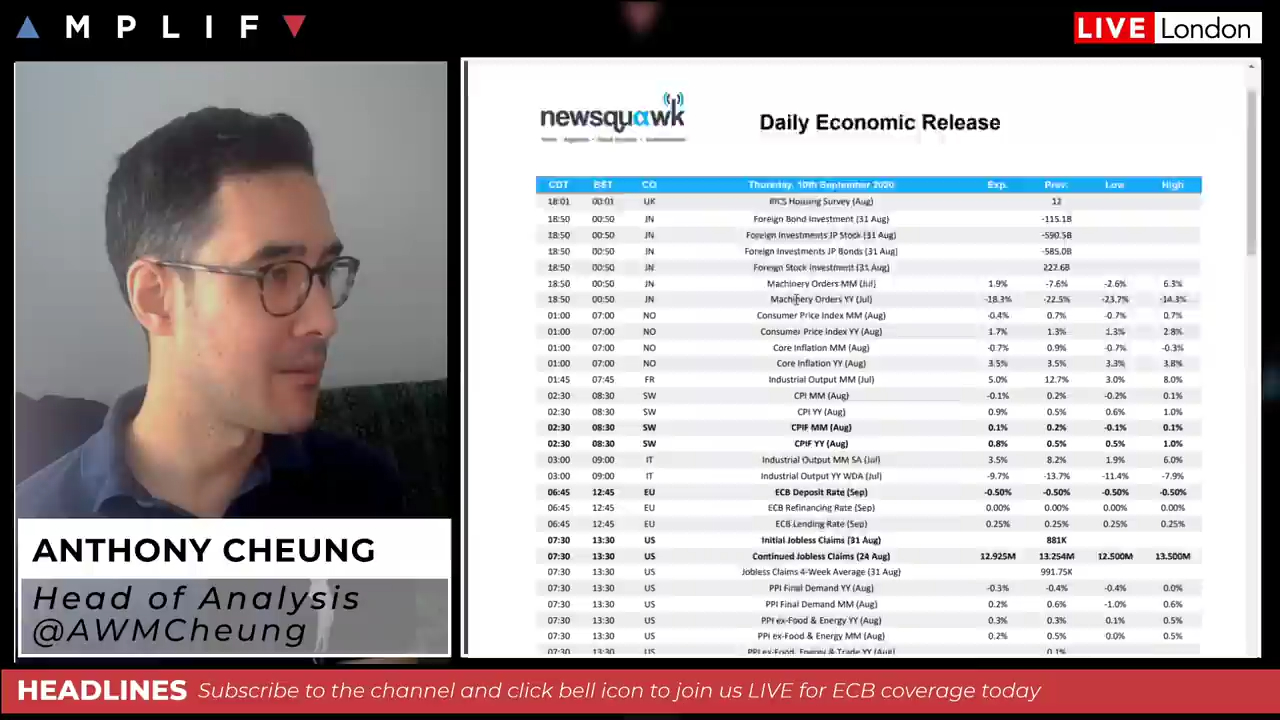 AMPLIFY
LIVE London
newsquawk
Daily Economic Release
CDT BST CO Thursday, 10th September 2020 Exp. Prev. Low High
18:01 00:01 UK RICS Housing Survey (Aug) 12
18:50 00:50 JN Foreign Bond Investment (31 Aug) -115.1B
18:50 00:50 JN Foreign Investments JP Stock (31 Aug) -590.5B
18:50 00:50 JN Foreign Investments JP Bonds (31 Aug) -585.0B
18:50 00:50 JN Foreign Stock Investment (31 Aug) 227.6B
18:50 00:50 JN Machinery Orders MM (Jul) 1.9% -7.6% -2.6% 6.3%
18:50 00:50 JN Machinery Orders YY (Jul) -18.3% -22.5% -23.7% -14.3%
01:00 07:00 NO Consumer Price Index MM (Aug) -0.4% 0.7% -0.7% 0.7%
01:00 07:00 NO Consumer Price Index YY (Aug) 1.7% 1.3% 1.3% 2.8%
01:00 07:00 NO Core Inflation MM (Aug) -0.7% 0.9% -0.7% -0.3%
01:00 07:00 NO Core Inflation YY (Aug) 3.5% 3.5% 3.3% 3.8%
01:45 07:45 FR Industrial Output MM (Jul) 5.0% 12.7% 3.0% 8.0%
02:30 08:30 SW CPI MM (Aug) -0.1% 0.2% -0.2% 0.1%
02:30 08:30 SW CPI YY (Aug) 0.9% 0.5% 0.6% 1.0%
02:30 08:30 SW CPIF MM (Aug) 0.1% 0.2% -0.1% 0.1%
02:30 08:30 SW CPIF YY (Aug) 0.8% 0.5% 0.5% 1.0%
03:00 09:00 IT Industrial Output MM SA (Jul) 3.5% 8.2% 1.9% 6.0%
03:00 09:00 IT Industrial Output YY WDA (Jul) -9.7% -13.7% -11.4% -7.9%
06:45 12:45 EU ECB Deposit Rate (Sep) -0.50% -0.50% -0.50% -0.50%
06:45 12:45 EU ECB Refinancing Rate (Sep) 0.00% 0.00% 0.00% 0.00%
06:45 12:45 EU ECB Lending Rate (Sep) 0.25% 0.25% 0.25% 0.25%
07:30 13:30 US Initial Jobless Claims (31 Aug) 881K
07:30 13:30 US Continued Jobless Claims (24 Aug) 12.925M 13.254M 12.500M 13.500M
07:30 13:30 US Jobless Claims 4-Week Average (31 Aug) 991.75K
07:30 13:30 US PPI Final Demand YY (Aug) -0.3% -0.4% -0.4% 0.0%
07:30 13:30 US PPI Final Demand MM (Aug) 0.2% 0.6% -1.0% 0.6%
07:30 13:30 US PPI ex-Food & Energy YY (Aug) 0.3% 0.3% 0.1% 0.5%
07:30 13:30 US PPI ex-Food & Energy MM (Aug) 0.2% 0.5% 0.0% 0.5%
07:30 13:30 US PPI ex-Food, Energy & Trade YY (Aug) 0.1%
ANTHONY CHEUNG
Head of Analysis
@AWMCheung
HEADLINES Subscribe to the channel and click bell icon to join us LIVE for ECB coverage today